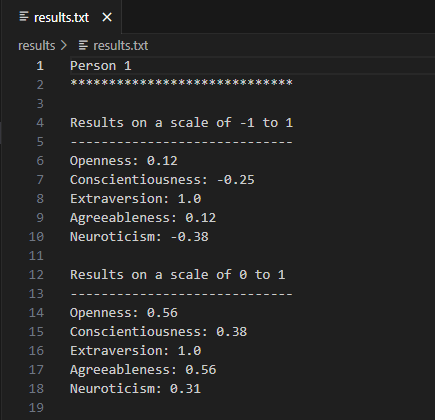 results.txt
results > results.txt
1 Person 1
2 *****************************
3
4 Results on a scale of -1 to 1
5 -----------------------------
6 Openness: 0.12
7 Conscientiousness: -0.25
8 Extraversion: 1.0
9 Agreeableness: 0.12
10 Neuroticism: -0.38
11
12 Results on a scale of 0 to 1
13 -----------------------------
14 Openness: 0.56
15 Conscientiousness: 0.38
16 Extraversion: 1.0
17 Agreeableness: 0.56
18 Neuroticism: 0.31
19